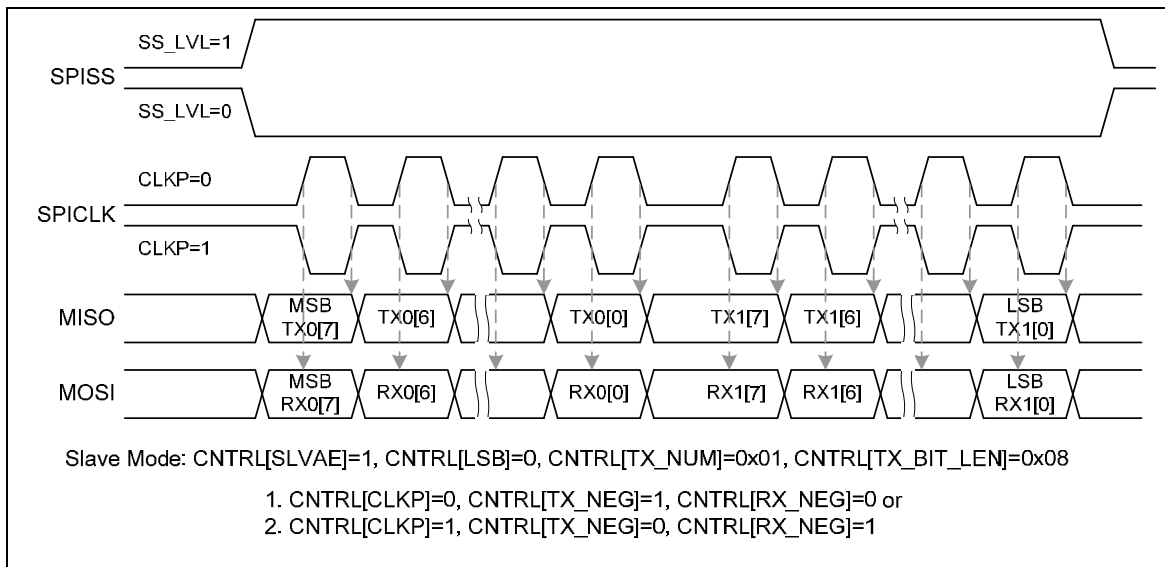 SS_LVL=1
SPISS
SS_LVL=0
CLKP=0
SPICLK
CLKP=1
MISO
MSB
TX0[7]
TX0[6]
TX0[0]
TX1[7]
TX1[6]
LSB
TX1[0]
MOSI
MSB
RX0[7]
RX0[6]
RX0[0]
RX1[7]
RX1[6]
LSB
RX1[0]
Slave Mode: CNTRL[SLVAE]=1, CNTRL[LSB]=0, CNTRL[TX_NUM]=0x01, CNTRL[TX_BIT_LEN]=0x08
1. CNTRL[CLKP]=0, CNTRL[TX_NEG]=1, CNTRL[RX_NEG]=0 or
2. CNTRL[CLKP]=1, CNTRL[TX_NEG]=0, CNTRL[RX_NEG]=1